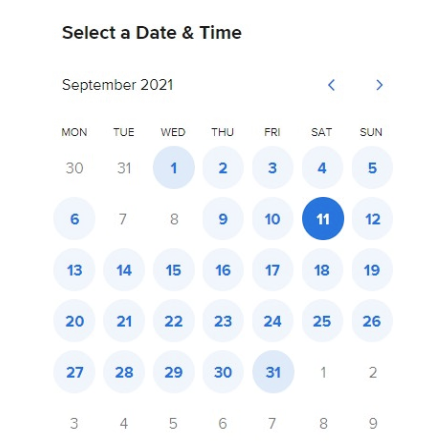 Select a Date & Time
September 2021
MON TUE WED THU FRI SAT SUN
30 31 1 2 3 4 5
6 7 8 9 10 11 12
13 14 15 16 17 18 19
20 21 22 23 24 25 26
27 28 29 30 31 1 2
3 4 5 6 7 8 9